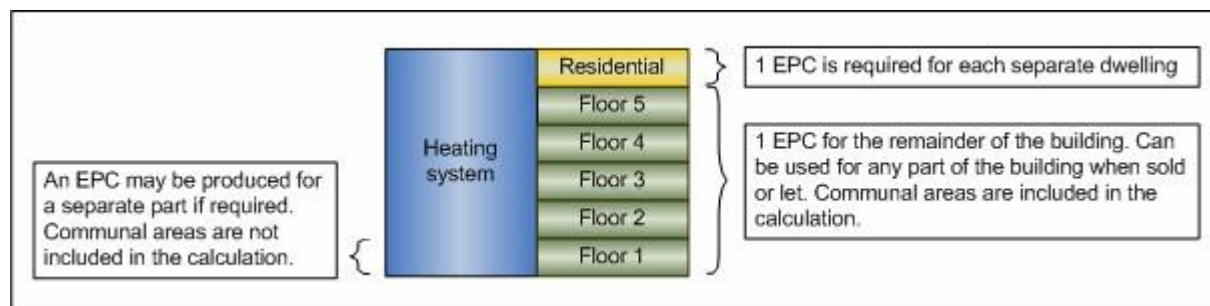 An EPC may be produced for
a separate part if required.
Communal areas are not
included in the calculation.
Heating
system
Residential
Floor 5
Floor 4
Floor 3
Floor 2
Floor 1
1 EPC is required for each separate dwelling
1 EPC for the remainder of the building. Can
be used for any part of the building when sold
or let. Communal areas are included in the
calculation.